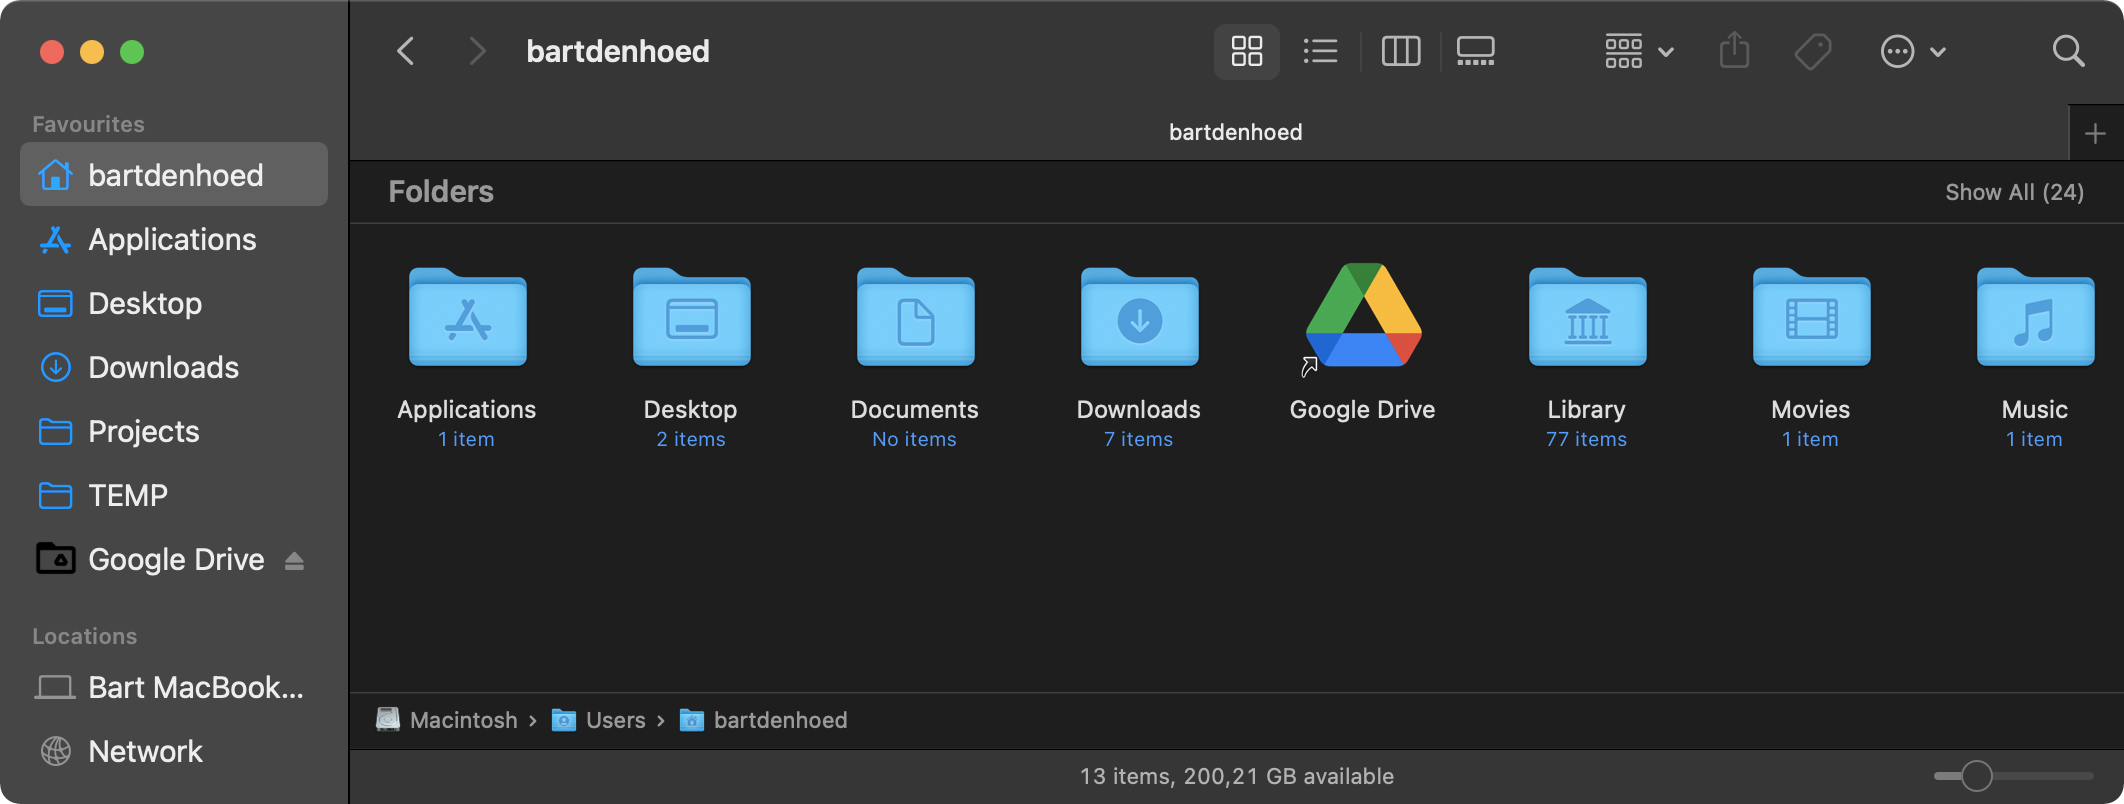 bartdenhoed
Favourites
bartdenhoed
Applications
Desktop
Downloads
Projects
TEMP
Google Drive
Locations
Bart MacBook...
Network
bartdenhoed
Folders
Show All (24)
Applications
1 item
Desktop
2 items
Documents
No items
Downloads
7 items
Google Drive
Library
77 items
Movies
1 item
Music
1 item
Macintosh › Users › bartdenhoed
13 items, 200,21 GB available